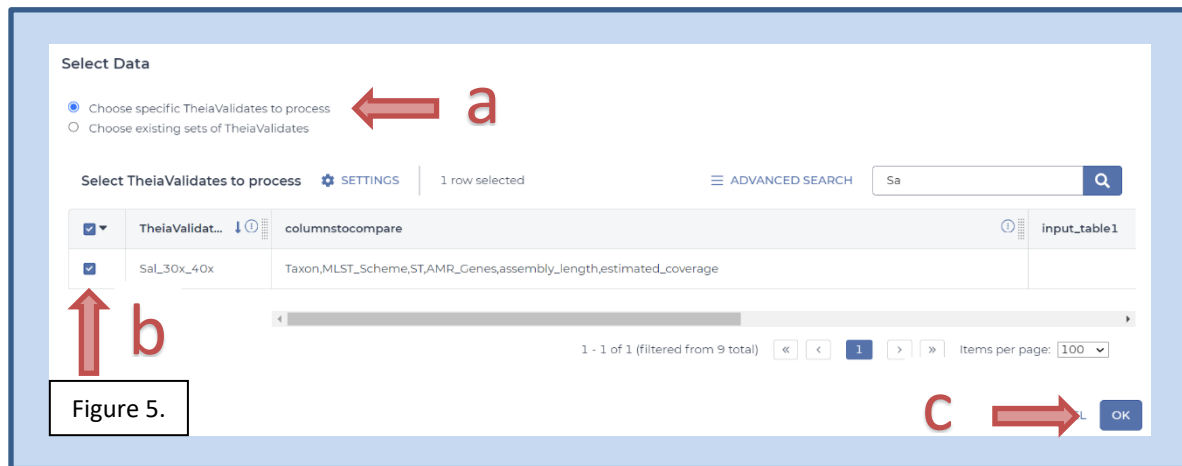 Select Data
Choose specific TheiaValidates to process
a
Choose existing sets of TheiaValidates
Select TheiaValidates to process SETTINGS 1 row selected ADVANCED SEARCH Sa
TheiaValidat... columnstocompare input_table1
Sal_30x_40x Taxon,MLST_Scheme,ST,AMR_Genes,assembly_length,estimated_coverage
b
1 - 1 of 1 (filtered from 9 total) « < 1 > » Items per page: 100
Figure 5.
c
OK